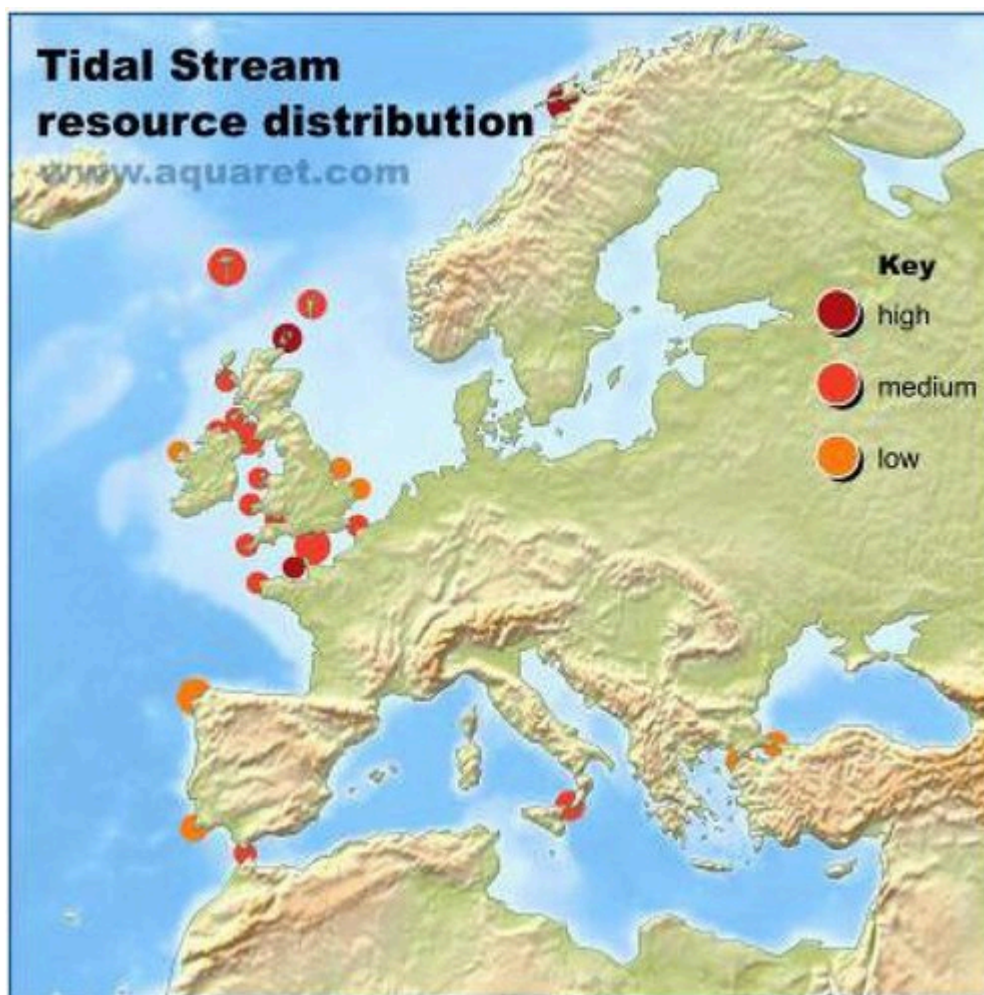 Tidal Stream
resource distribution
www.aquaret.com
Key
high
medium
low